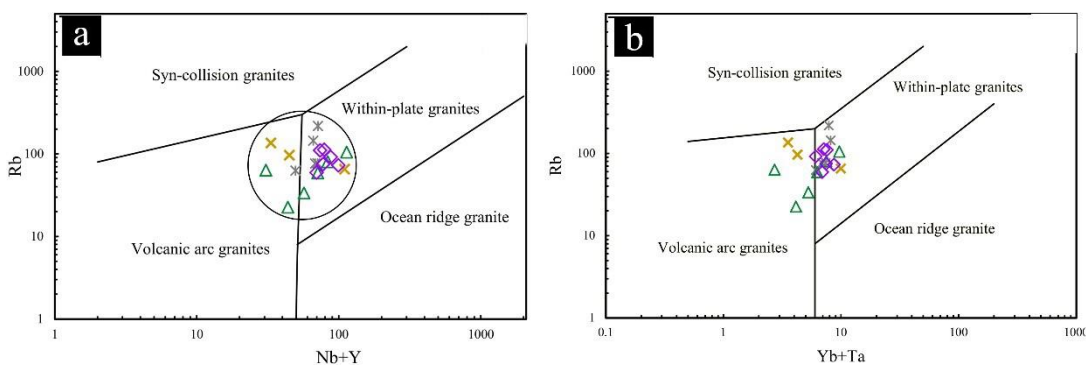 a
Syn-collision granites
Within-plate granites
Volcanic arc granites
Ocean ridge granite
Rb
1000
100
10
1
1
10
100
1000
Nb+Y
b
Syn-collision granites
Within-plate granites
Volcanic arc granites
Ocean ridge granite
Rb
1000
100
10
1
0.1
1
10
100
1000
Yb+Ta